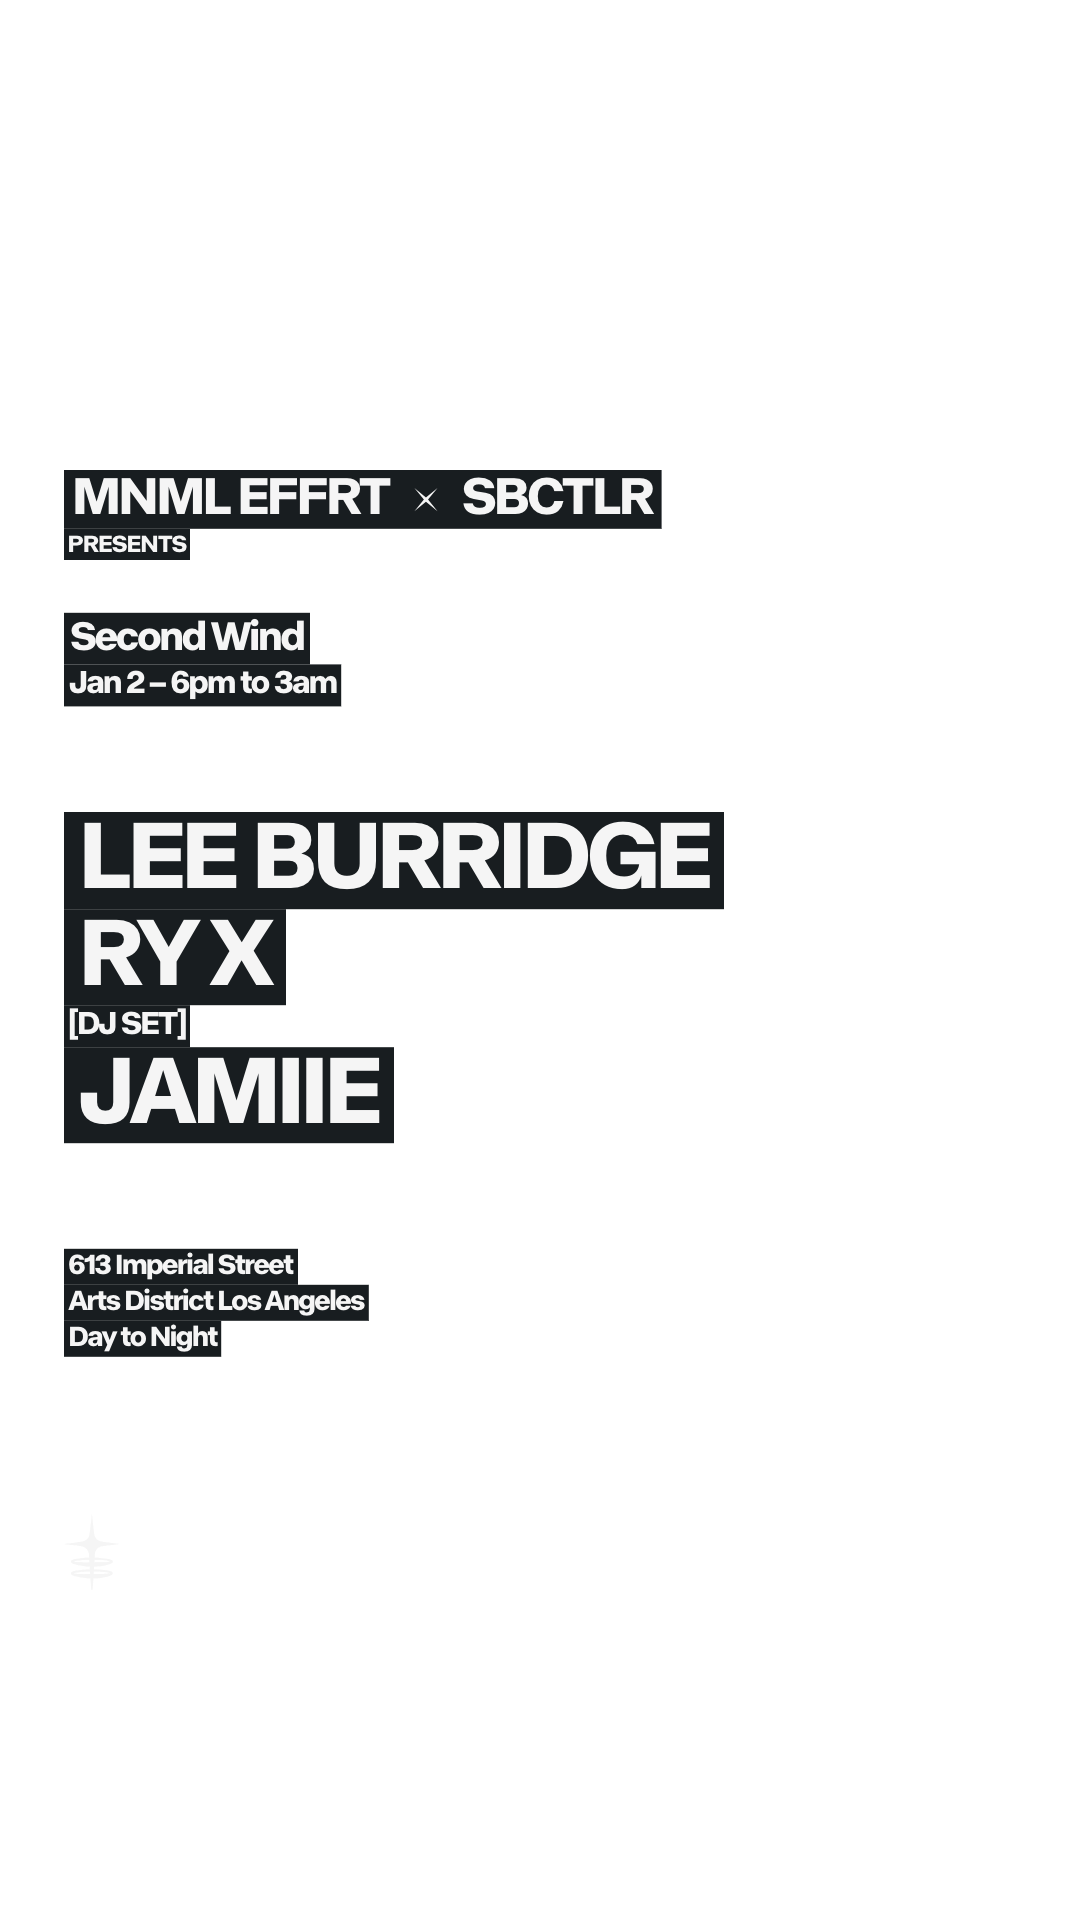 MNML EFFRT × SBCTLR
PRESENTS
Second Wind
Jan 2 – 6pm to 3am
LEE BURRIDGE
RY X
[DJ SET]
JAMIIE
613 Imperial Street
Arts District Los Angeles
Day to Night